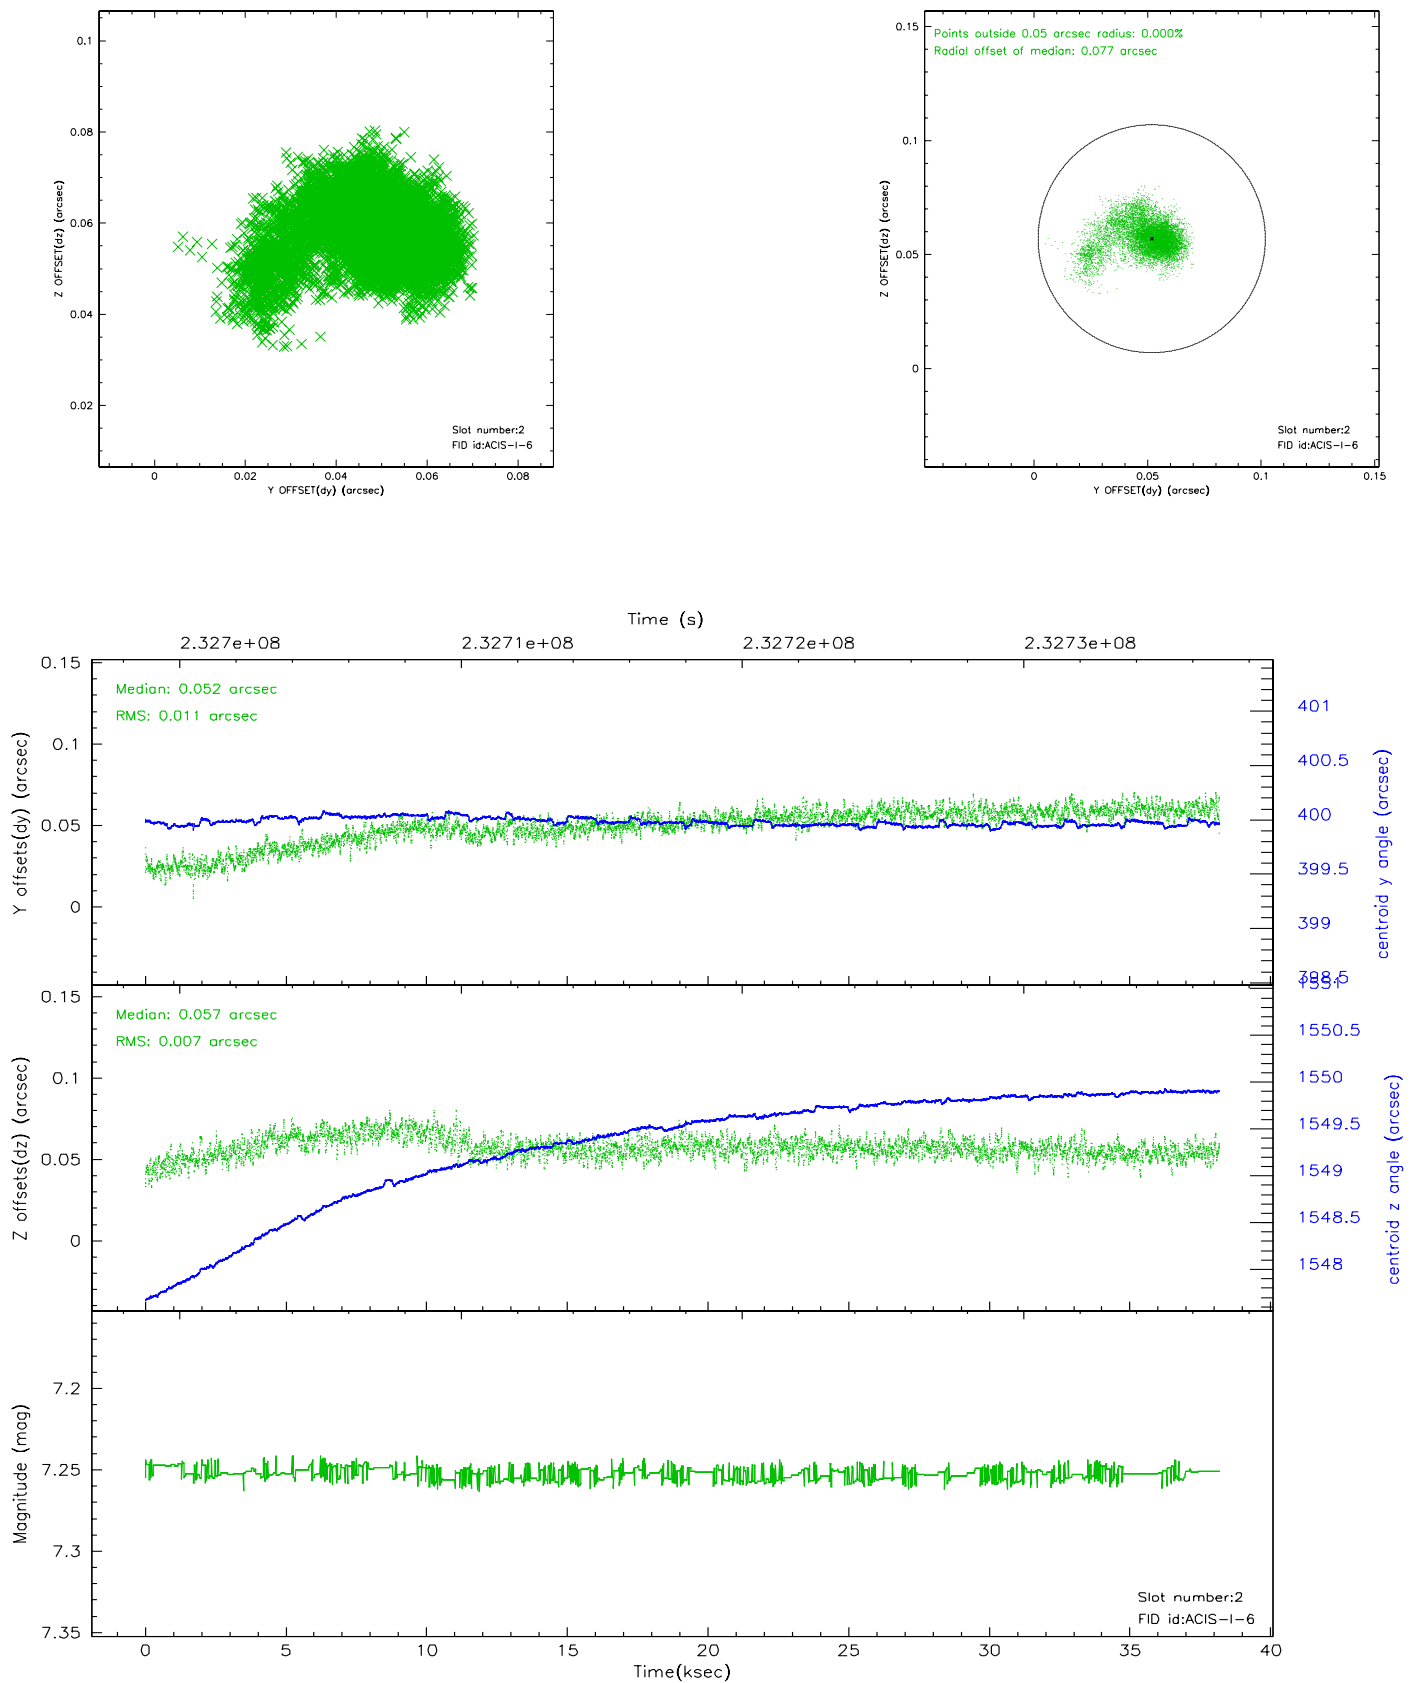 0.1
0.08
0.06
0.04
0.02
Z OFFSET(dz) (arcsec)
Slot number:2
FID id:ACIS-I-6
0 0.02 0.04 0.06 0.08
Y OFFSET(dy) (arcsec)
Points outside 0.05 arcsec radius: 0.000%
Radial offset of median: 0.077 arcsec
0.15
0.1
0.05
0
Z OFFSET(dz) (arcsec)
Slot number:2
FID id:ACIS-I-6
0 0.05 0.1 0.15
Y OFFSET(dy) (arcsec)
Time (s)
2.327e+08 2.3271e+08 2.3272e+08 2.3273e+08
Median: 0.052 arcsec
RMS: 0.011 arcsec
0.15
0.1
0.05
0
Y offsets(dy) (arcsec)
401
400.5
400
399.5
399
398.5
centroid y angle (arcsec)
Median: 0.057 arcsec
RMS: 0.007 arcsec
0.15
0.1
0.05
0
Z offsets(dz) (arcsec)
1551
1550.5
1550
1549.5
1549
1548.5
1548
centroid z angle (arcsec)
7.2
7.25
7.3
7.35
Magnitude (mag)
Slot number:2
FID id:ACIS-I-6
0 5 10 15 20 25 30 35 40
Time(ksec)